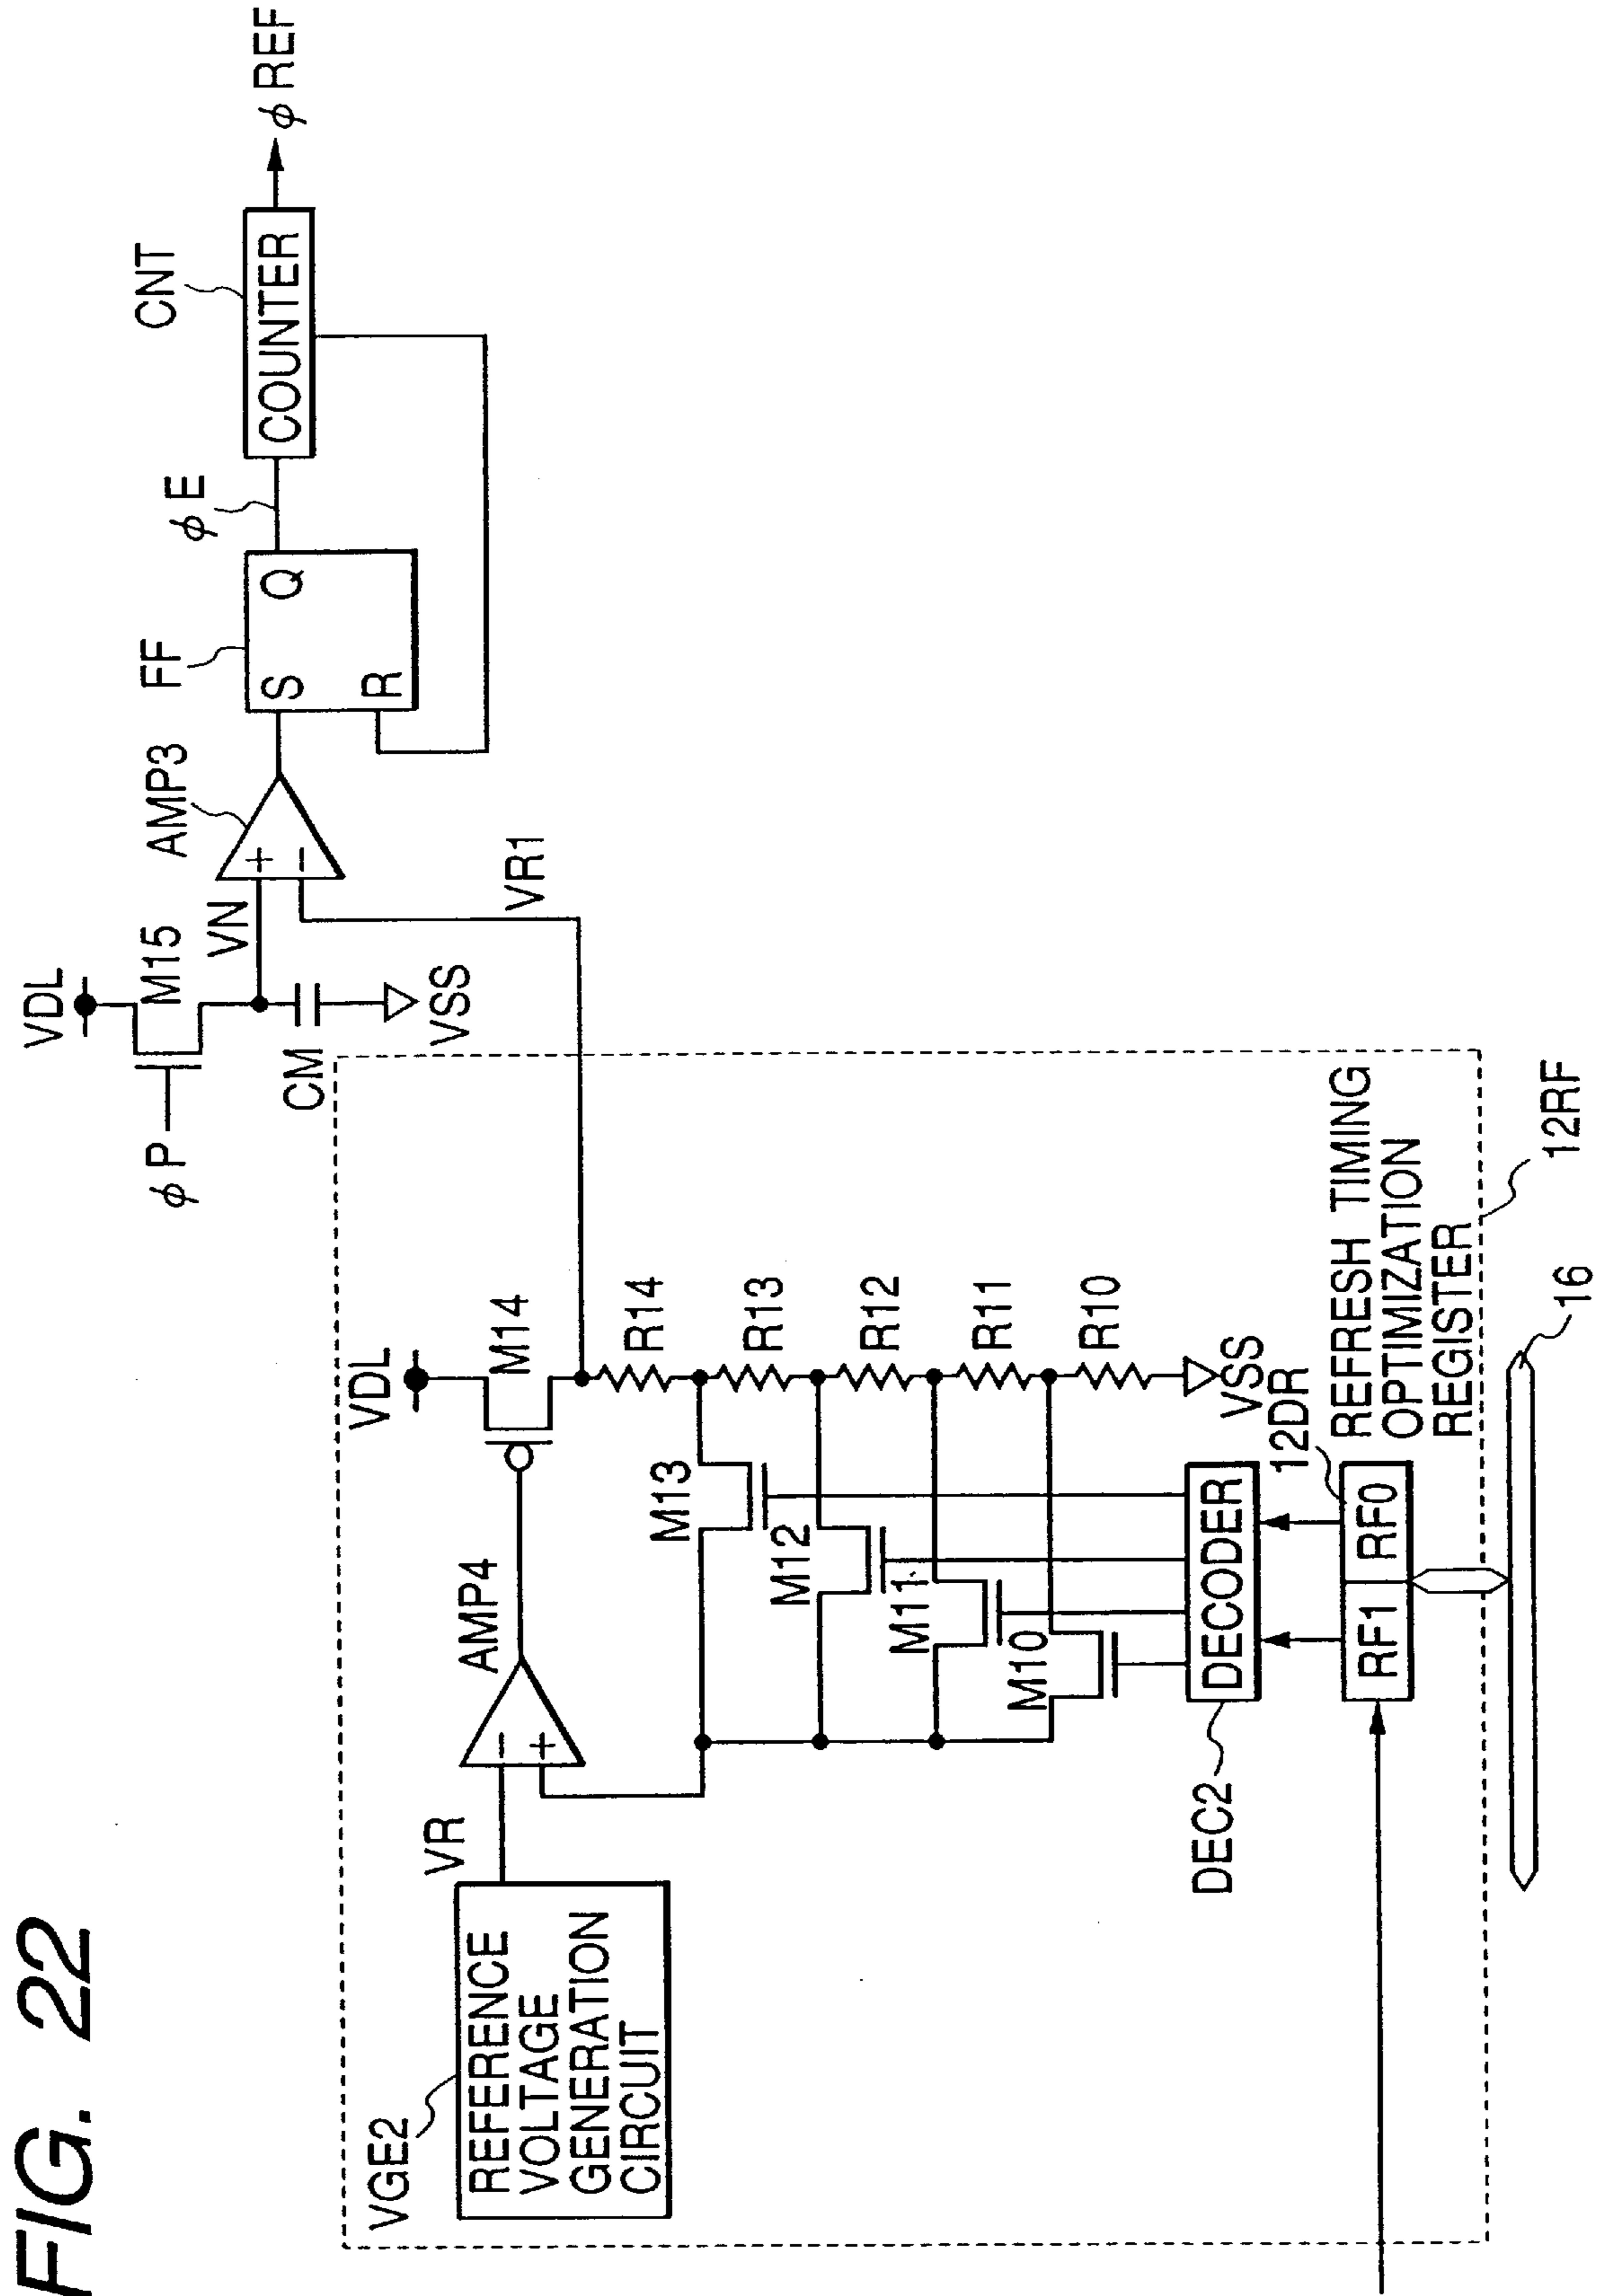 FIG. 22
VGE2
REFERENCE
VOLTAGE
GENERATION
CIRCUIT
VR
AMP4
VDL
M14
R14
R13
R12
R11
R10
VSS
M13
M12
M11
M10
DEC2
DECODER
12DR
RF1
RF0
REFRESH TIMING
OPTIMIZATION
REGISTER
12RF
16
φP
VDL
M15
VN
CM
VSS
VR1
AMP3
+
−
−
+
FF
S
Q
R
φE
CNT
COUNTER
φREF